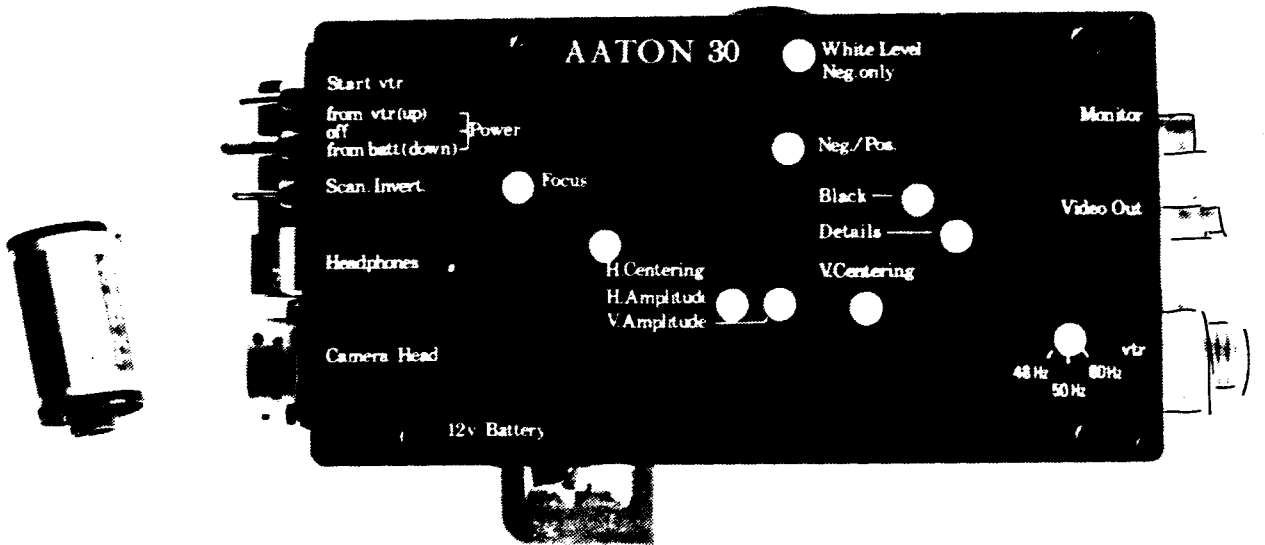 AATON 30
White Level
Neg. only
Start vtr
from vtr(up)
off
from batt(down)
Power
Scan. Invert.
Focus
Headphones
Camera Head
12v Battery
Neg./Pos.
Black
Details
H.Centering
H.Amplitude
V.Amplitude
V.Centering
Monitor
Video Out
vtr
48 Hz
50 Hz
60 Hz